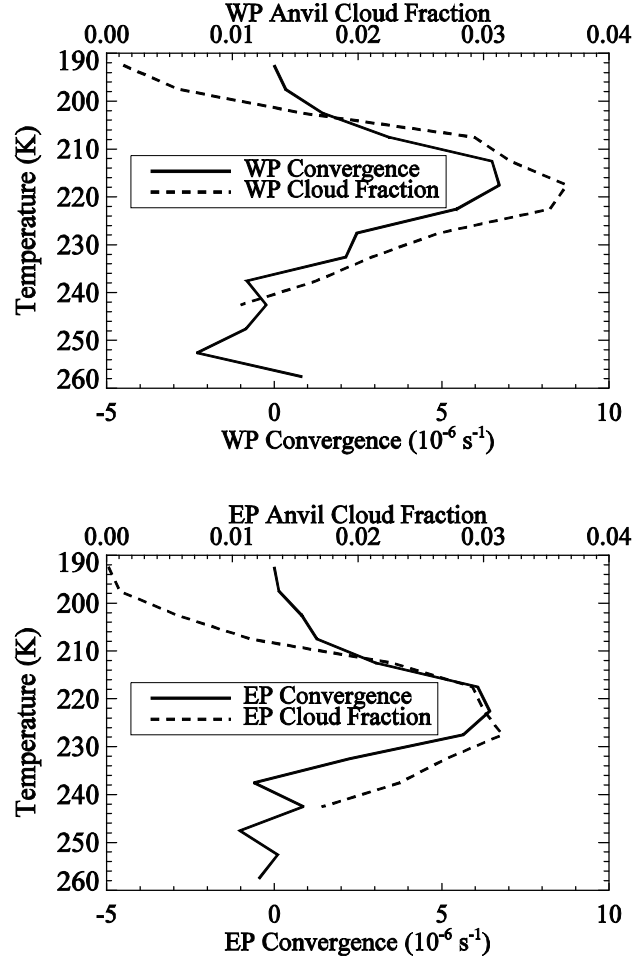 WP Anvil Cloud Fraction
0.00 0.01 0.02 0.03 0.04
190
200
210
220
230
240
250
260
Temperature (K)
WP Convergence
WP Cloud Fraction
-5 0 5 10
WP Convergence (10⁻⁶ s⁻¹)
EP Anvil Cloud Fraction
0.00 0.01 0.02 0.03 0.04
190
200
210
220
230
240
250
260
Temperature (K)
EP Convergence
EP Cloud Fraction
-5 0 5 10
EP Convergence (10⁻⁶ s⁻¹)